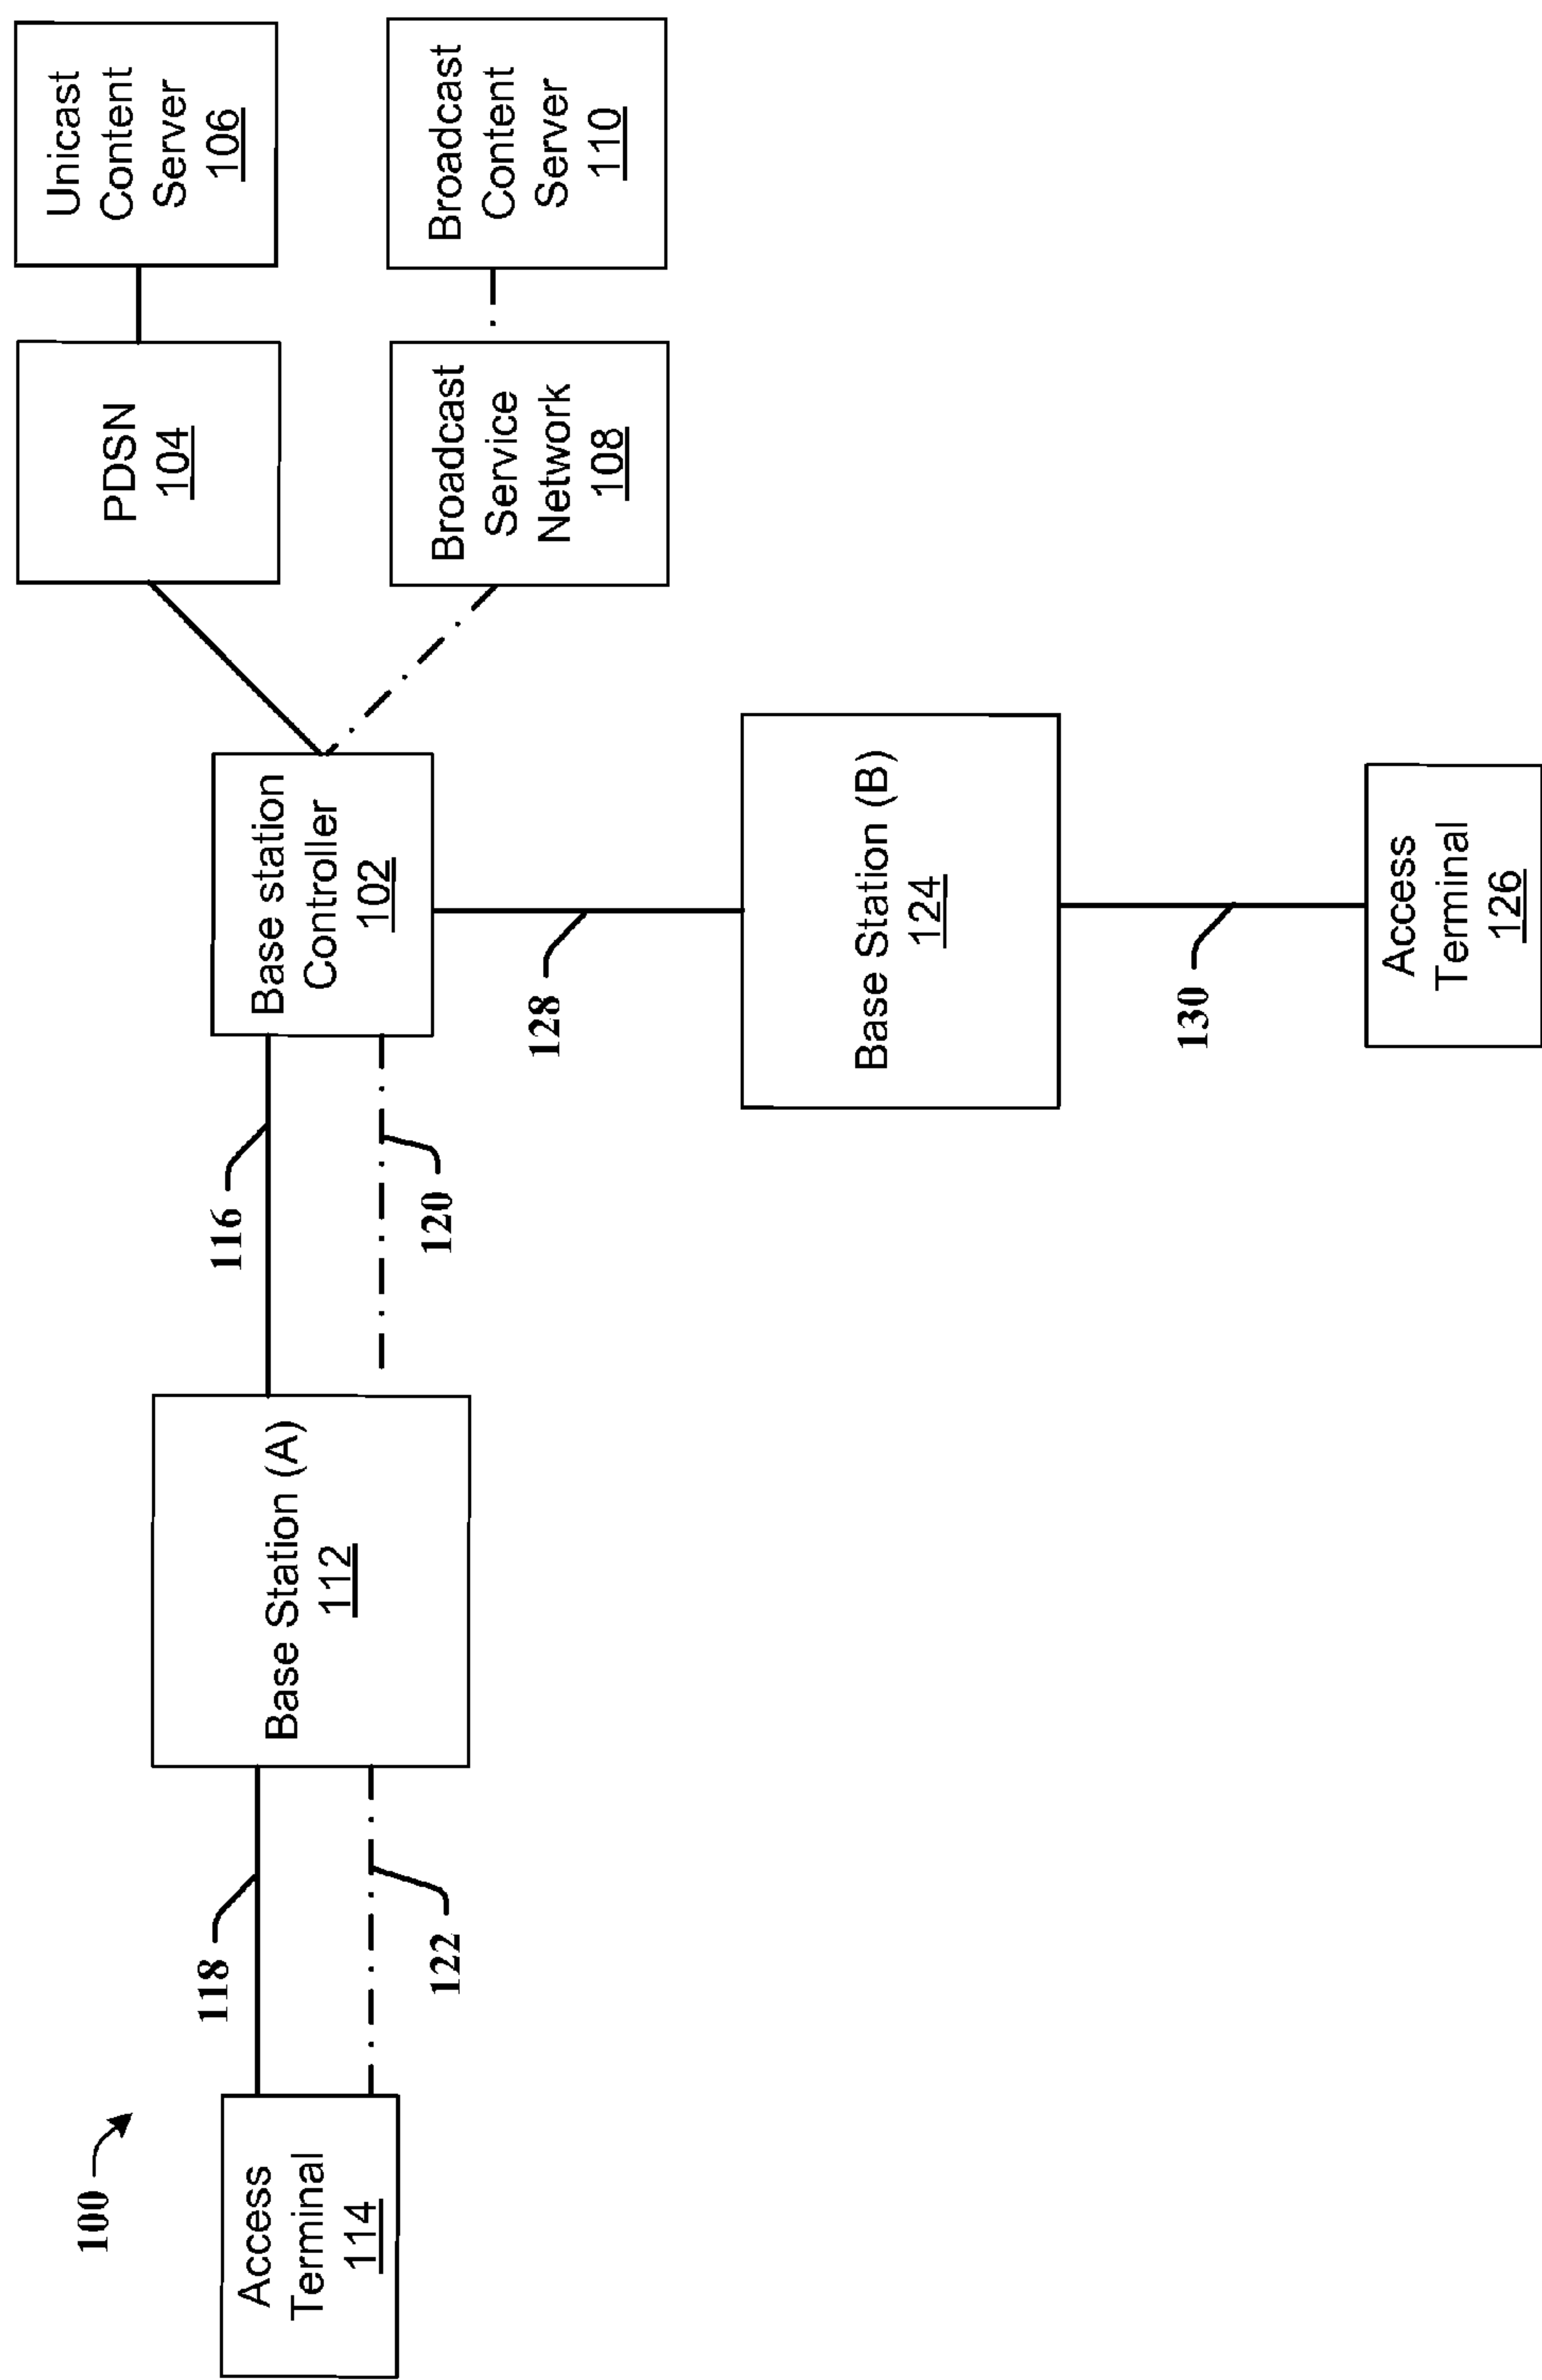 100
Access
Terminal
114
118
122
Base Station (A)
112
116
120
Base station
Controller
102
PDSN
104
Unicast
Content
Server
106
Broadcast
Service
Network
108
Broadcast
Content
Server
110
128
Base Station (B)
124
130
Access
Terminal
126